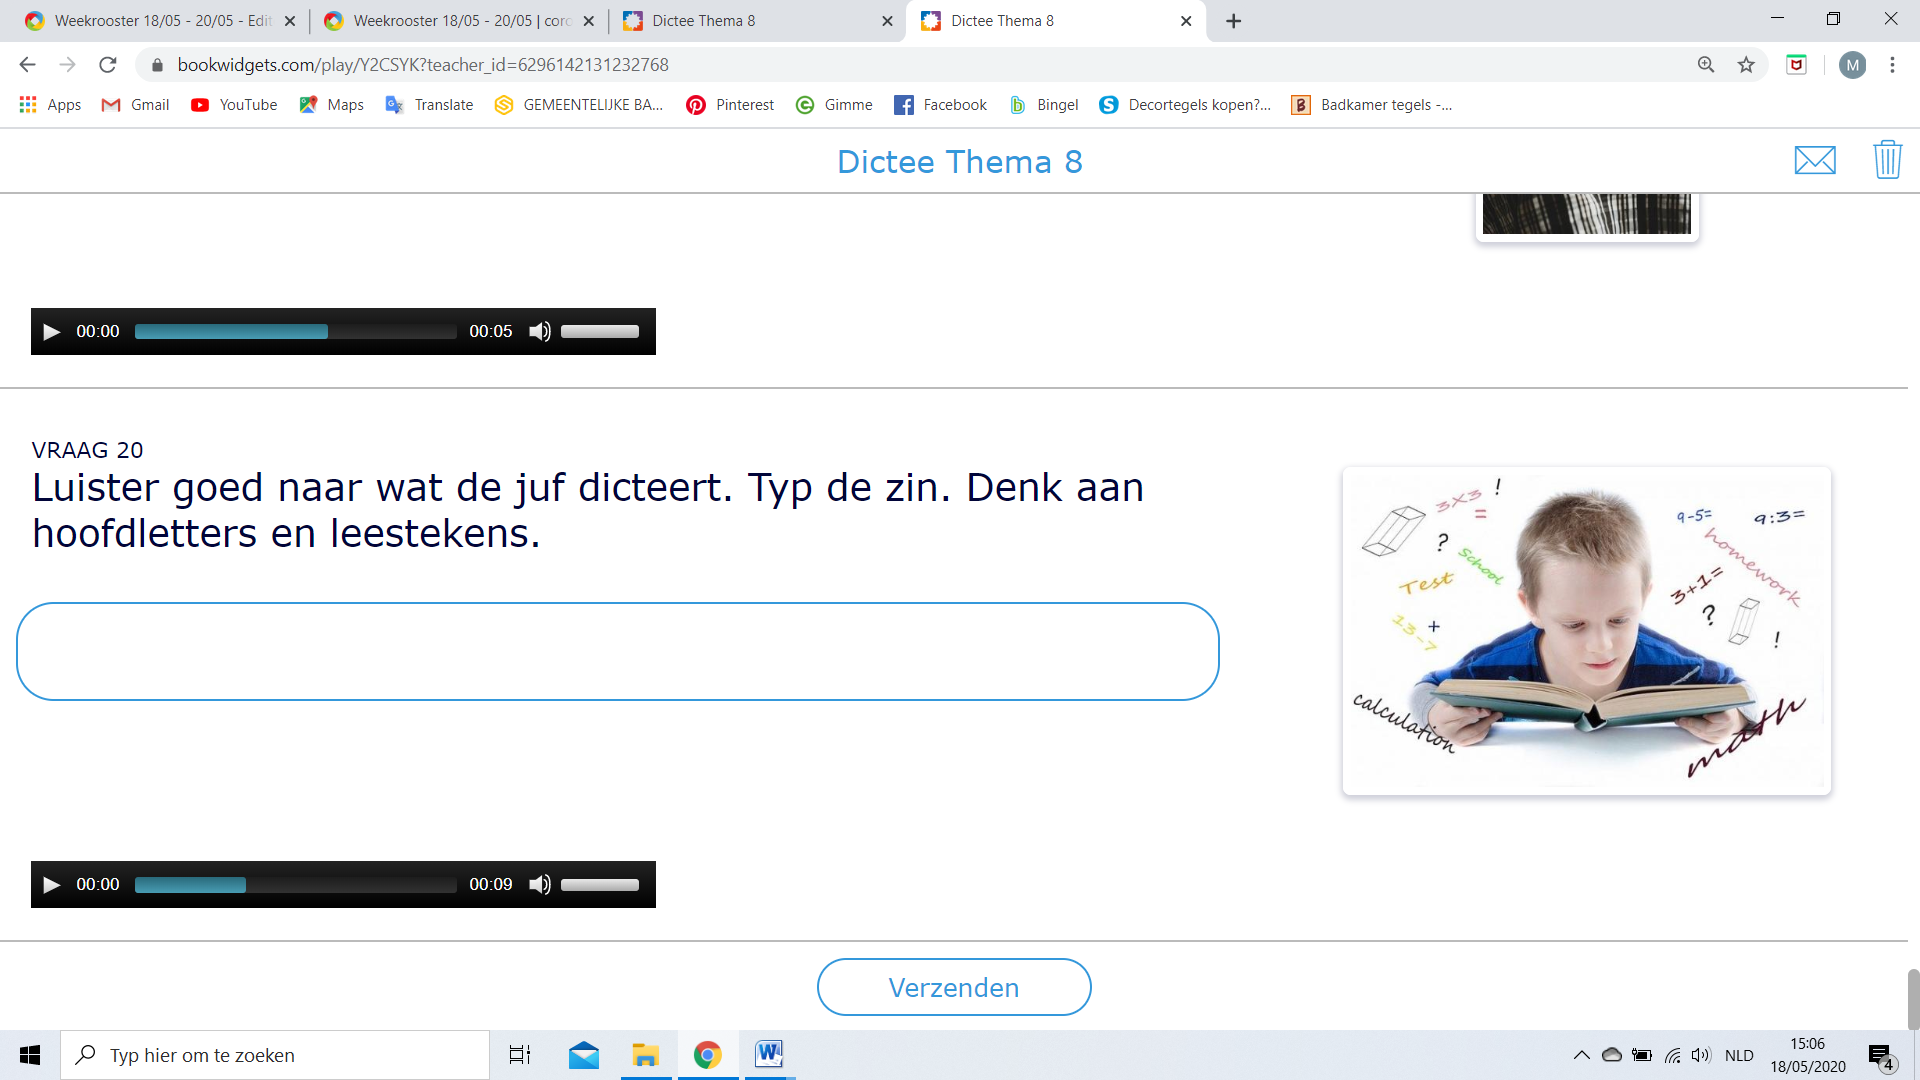 Weekrooster 18/05 - 20/05 - Edit
Weekrooster 18/05 - 20/05 | coro
Dictee Thema 8
Dictee Thema 8
bookwidgets.com/play/Y2CSYK?teacher_id=6296142131232768
M
Apps
Gmail
YouTube
Maps
Translate
GEMEENTELIJKE BA...
Pinterest
Gimme
Facebook
Bingel
Decortegels kopen?...
Badkamer tegels -...
Dictee Thema 8
00:00
00:05
VRAAG 20
Luister goed naar wat de juf dicteert. Typ de zin. Denk aan
hoofdletters en leestekens.
3x3
=
!
?
School
Test
13-7
+
calculation
9-5=
9:3=
homework
3+1=
?
!
math
00:00
00:09
Verzenden
Typ hier om te zoeken
NLD
15:06
18/05/2020
4